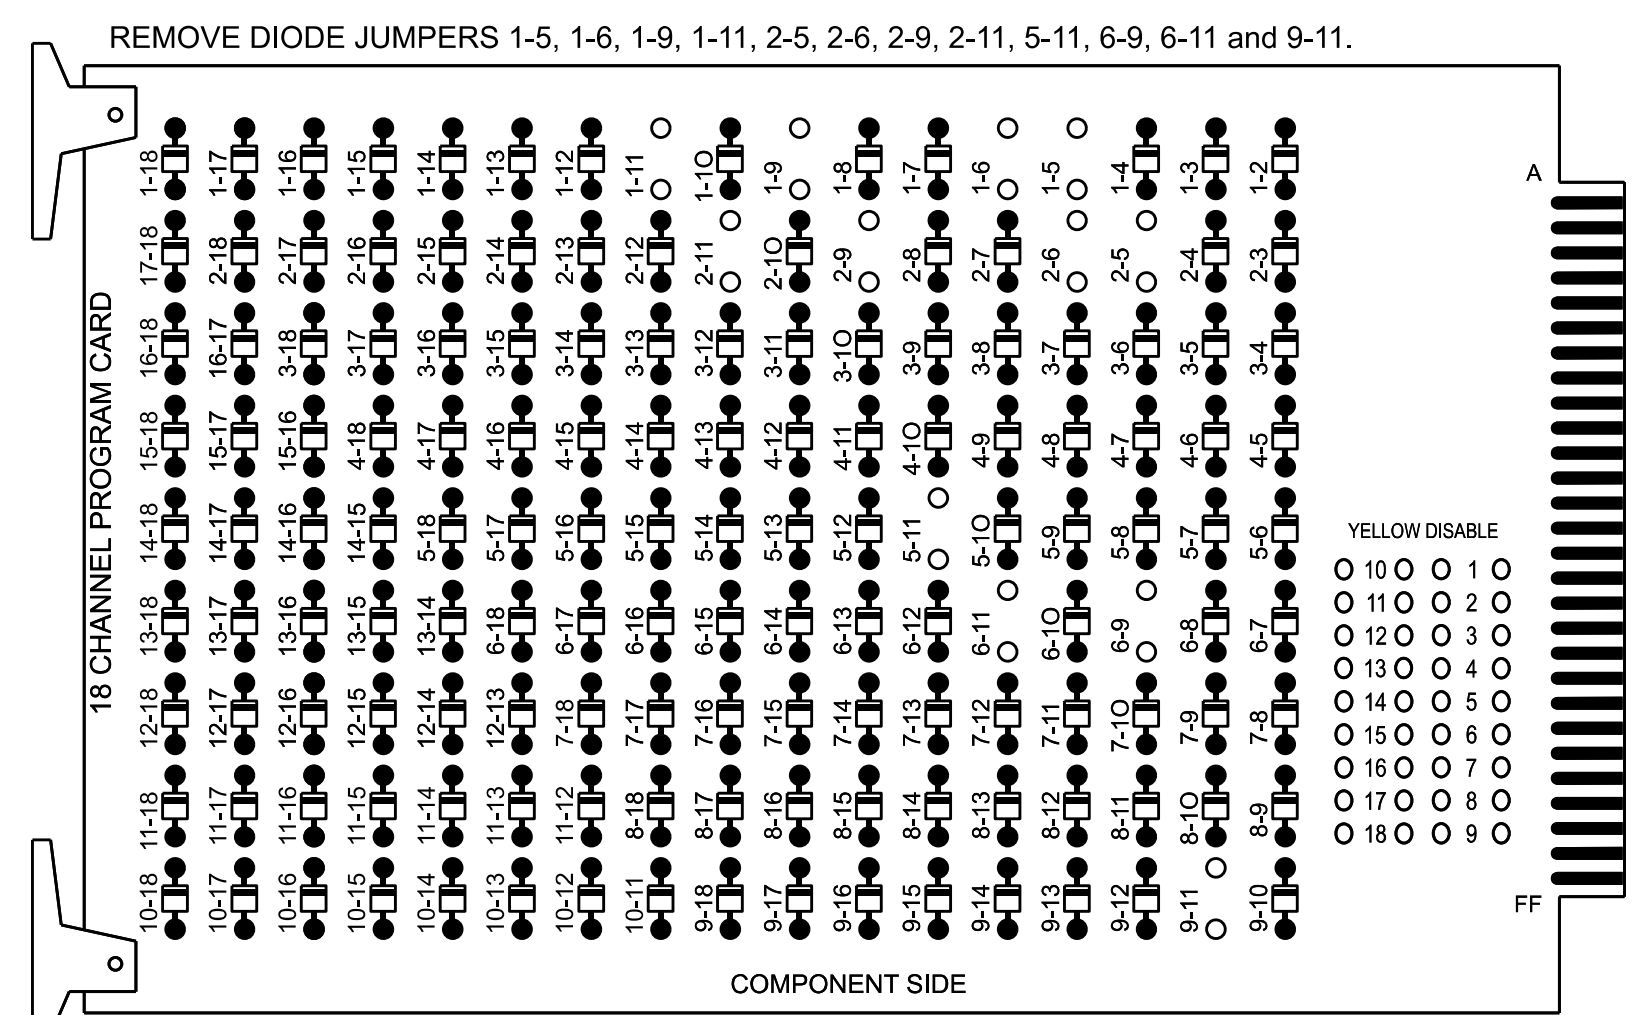 REMOVE DIODE JUMPERS 1-5, 1-6, 1-9, 1-11, 2-5, 2-6, 2-9, 2-11, 5-11, 6-9, 6-11 and 9-11.
18 CHANNEL PROGRAM CARD
1-18 1-17 1-16 1-15 1-14 1-13 1-12 1-11 1-10 1-9 1-8 1-7 1-6 1-5 1-4 1-3 1-2
17-18 2-18 2-17 2-16 2-15 2-14 2-13 2-12 2-11 2-10 2-9 2-8 2-7 2-6 2-5 2-4 2-3
16-18 16-17 3-18 3-17 3-16 3-15 3-14 3-13 3-12 3-11 3-10 3-9 3-8 3-7 3-6 3-5 3-4
15-18 15-17 15-16 4-18 4-17 4-16 4-15 4-14 4-13 4-12 4-11 4-10 4-9 4-8 4-7 4-6 4-5
14-18 14-17 14-16 14-15 5-18 5-17 5-16 5-15 5-14 5-13 5-12 5-11 5-10 5-9 5-8 5-7 5-6
13-18 13-17 13-16 13-15 13-14 6-18 6-17 6-16 6-15 6-14 6-13 6-12 6-11 6-10 6-9 6-8 6-7
12-18 12-17 12-16 12-15 12-14 12-13 7-18 7-17 7-16 7-15 7-14 7-13 7-12 7-11 7-10 7-9 7-8
11-18 11-17 11-16 11-15 11-14 11-13 11-12 8-18 8-17 8-16 8-15 8-14 8-13 8-12 8-11 8-10 8-9
10-18 10-17 10-16 10-15 10-14 10-13 10-12 10-11 9-18 9-17 9-16 9-15 9-14 9-13 9-12 9-11 9-10
A
YELLOW DISABLE
10 1
11 2
12 3
13 4
14 5
15 6
16 7
17 8
18 9
FF
COMPONENT SIDE